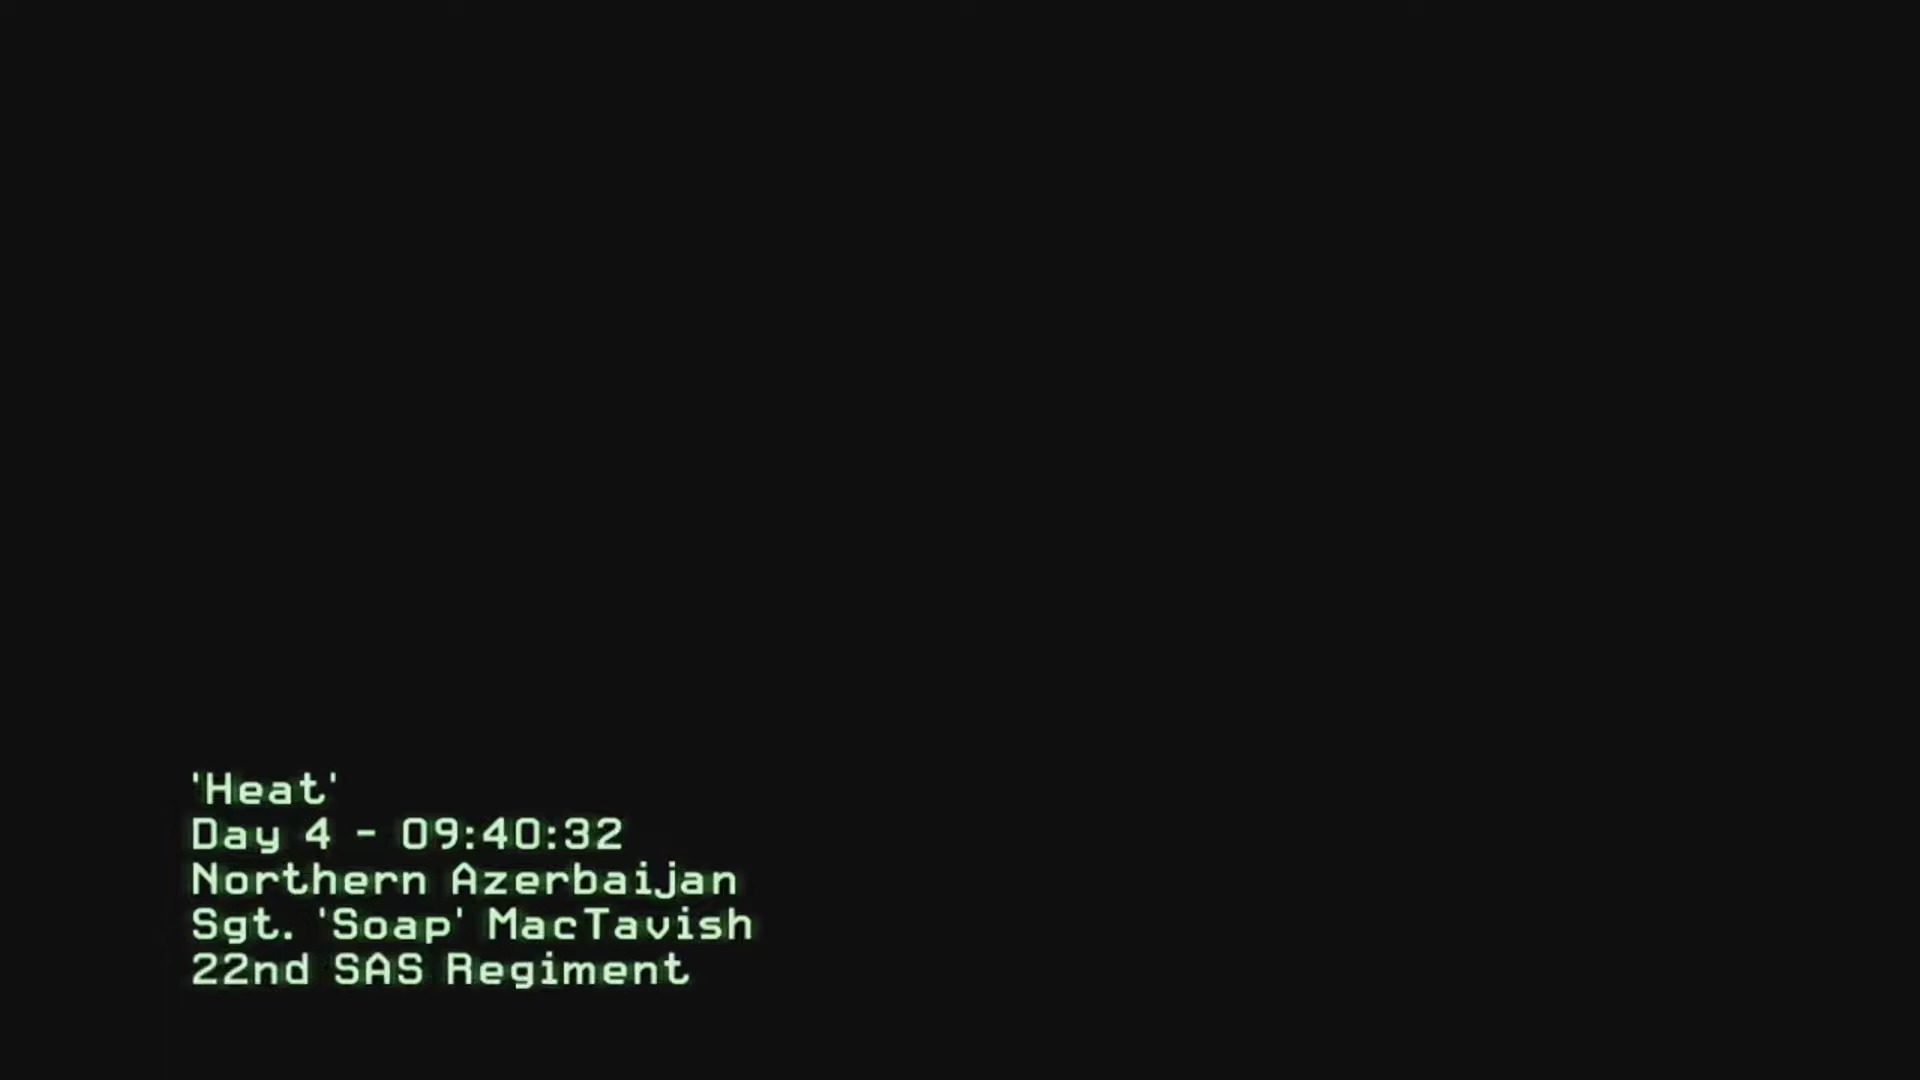 'Heat'
Day 4 - 09:40:32
Northern Azerbaijan
Sgt. 'Soap' MacTavish
22nd SAS Regiment